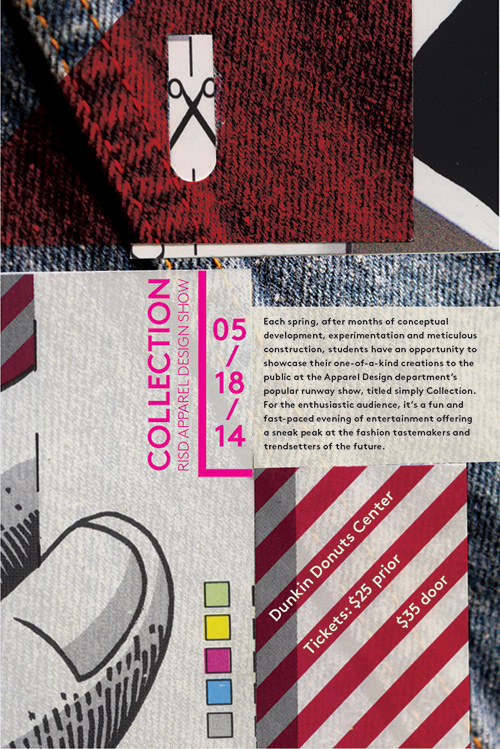 COLLECTION
RISD APPAREL DESIGN SHOW
05
/
18
/
14
Each spring, after months of conceptual
development, experimentation and meticulous
construction, students have an opportunity to
showcase their one-of-a-kind creations to the
public at the Apparel Design department's
popular runway show, titled simply Collection.
For the enthusiastic audience, it's a fun and
fast-paced evening of entertainment offering
a sneak peak at the fashion tastemakers and
trendsetters of the future.
Dunkin Donuts Center
Tickets: $25 prior
$35 door